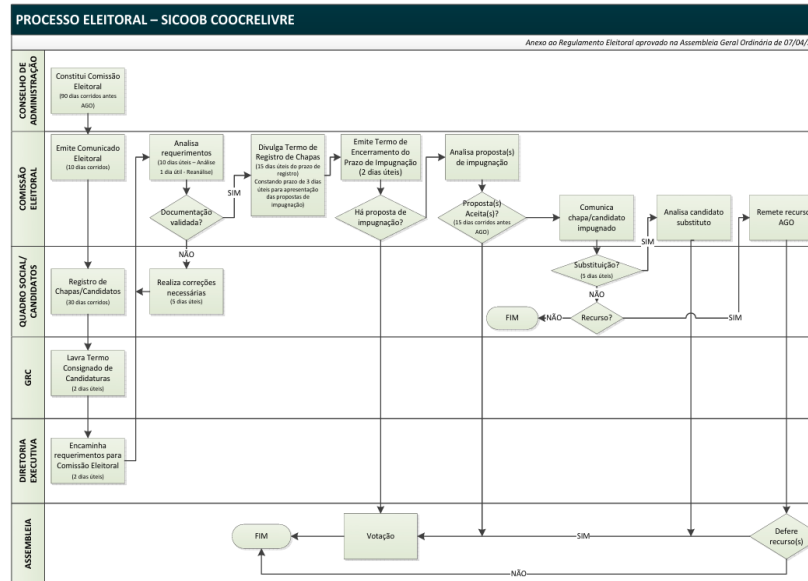 PROCESSO ELEITORAL – SICOOB COOCRELIVRE
Anexo ao Regulamento Eleitoral aprovado na Assembleia Geral Ordinária de 07/04/
CONSELHO DE
ADMINISTRAÇÃO
Constitui Comissão
Eleitoral
(90 dias corridos antes
AGO)
COMISSÃO
ELEITORAL
Emite Comunicado
Eleitoral
(10 dias corridos)
Analisa
requerimentos
(10 dias úteis – Análise
1 dia útil - Reanálise)
Documentação
validada?
SIM
NÃO
Divulga Termo de
Registro de Chapas
(15 dias úteis do prazo de
registro)
Constando prazo de 3 dias
úteis para apresentação
das propostas de
impugnação)
Emite Termo de
Encerramento do
Prazo de Impugnação
(2 dias úteis)
Há proposta de
impugnação?
Analisa proposta(s)
de impugnação
Proposta(s)
Aceita(s)?
(15 dias corridos antes
AGO)
Comunica
chapa/candidato
impugnado
SIM
Analisa candidato
substituto
Remete recurso
AGO
QUADRO SOCIAL/
CANDIDATOS
Registro de
Chapas/Candidatos
(30 dias corridos)
Realiza correções
necessárias
(5 dias úteis)
Substituição?
(5 dias úteis)
NÃO
FIM
NÃO
Recurso?
SIM
GRC
Lavra Termo
Consignado de
Candidaturas
(2 dias úteis)
DIRETORIA
EXECUTIVA
Encaminha
requerimentos para
Comissão Eleitoral
(2 dias úteis)
ASSEMBLEIA
FIM
Votação
SIM
Defere
recurso(s)
NÃO